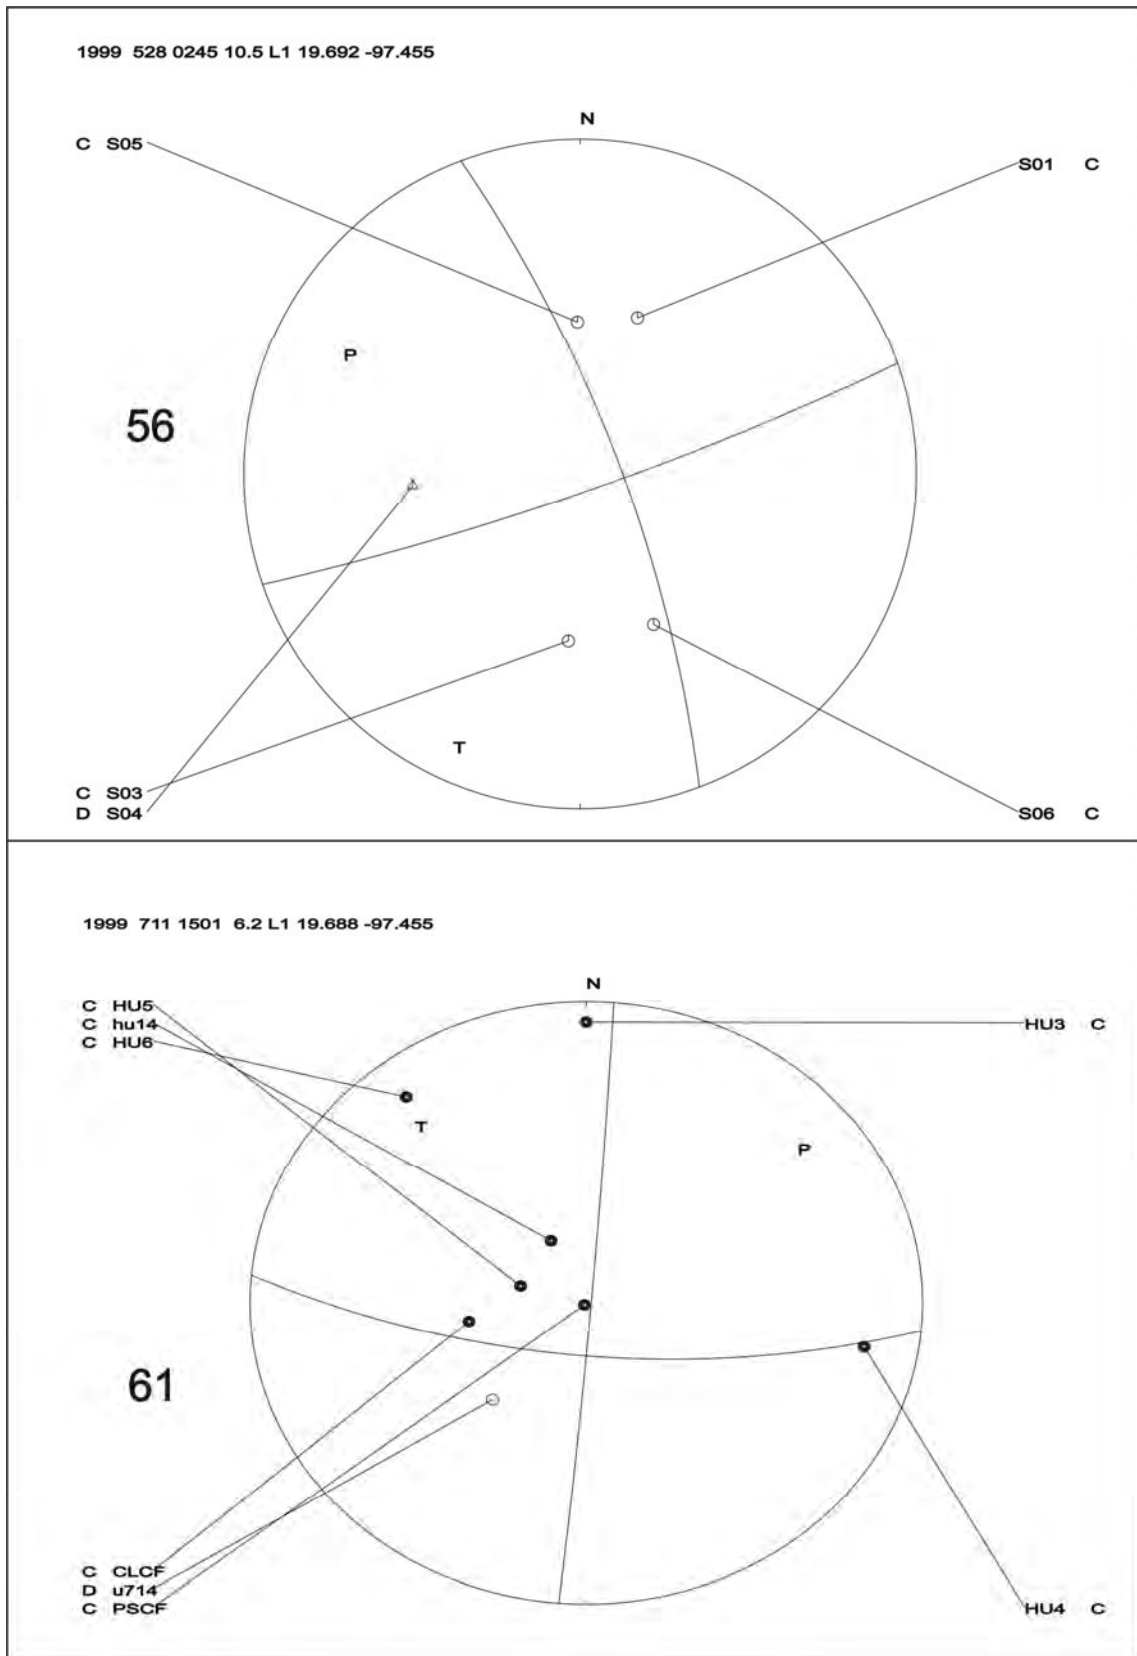 1999  528 0245 10.5 L1 19.692 -97.455
N
C S05
S01 C
P
56
T
C S03
D S04
S06 C
1999  711 1501  6.2 L1 19.688 -97.455
N
C HU5
C hu14
C HU6
HU3 C
T
P
61
C CLCF
D u714
C PSCF
HU4 C